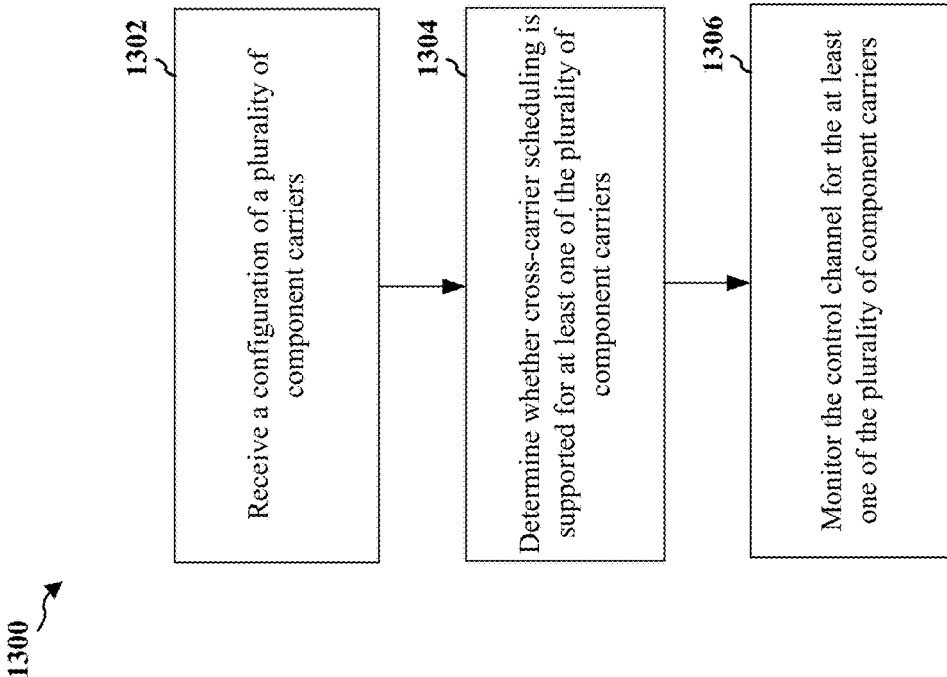 1300
1302
Receive a configuration of a plurality of
component carriers
1304
Determine whether cross-carrier scheduling is
supported for at least one of the plurality of
component carriers
1306
Monitor the control channel for the at least
one of the plurality of component carriers